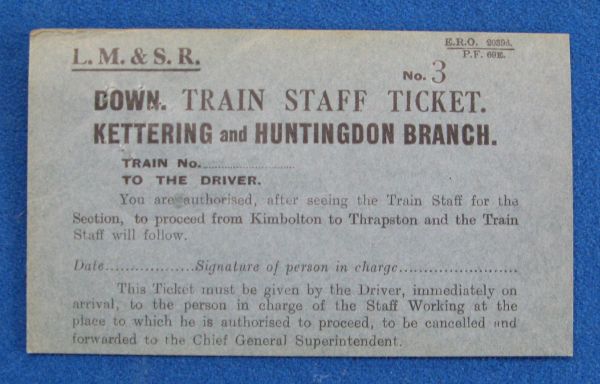 L. M. & S. R.
E.R.O. 20398.
P.F. 69E.
No. 3
DOWN. TRAIN STAFF TICKET.
KETTERING and HUNTINGDON BRANCH.
TRAIN No..........................
TO THE DRIVER.
You are authorised, after seeing the Train Staff for the
Section, to proceed from Kimbolton to Thrapston and the Train
Staff will follow.
Date..................Signature of person in charge........................
This Ticket must be given by the Driver, immediately on
arrival, to the person in charge of the Staff Working at the
place to which he is authorised to proceed, to be cancelled and
forwarded to the Chief General Superintendent.